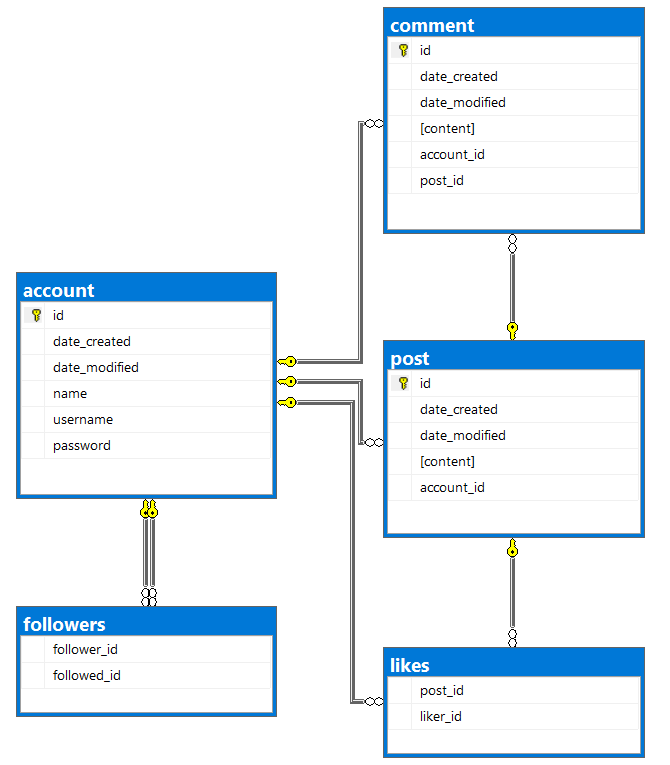 comment
id
date_created
date_modified
[content]
account_id
post_id
account
id
date_created
date_modified
name
username
password
post
id
date_created
date_modified
[content]
account_id
followers
follower_id
followed_id
likes
post_id
liker_id